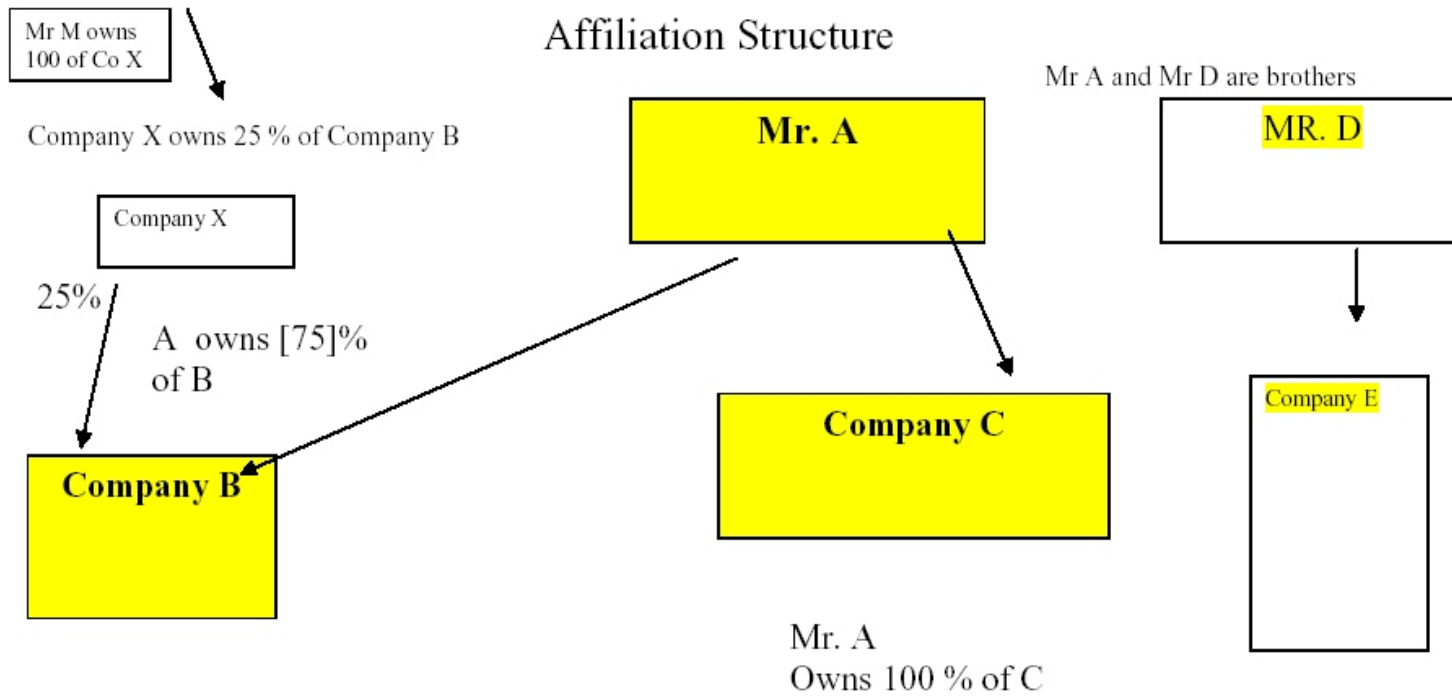 Mr M owns
100 of Co X
Affiliation Structure
Mr A and Mr D are brothers
Company X owns 25 % of Company B
Mr. A
MR. D
Company X
25%
A owns [75]%
of B
Company B
Company C
Company E
Mr. A
Owns 100 % of C